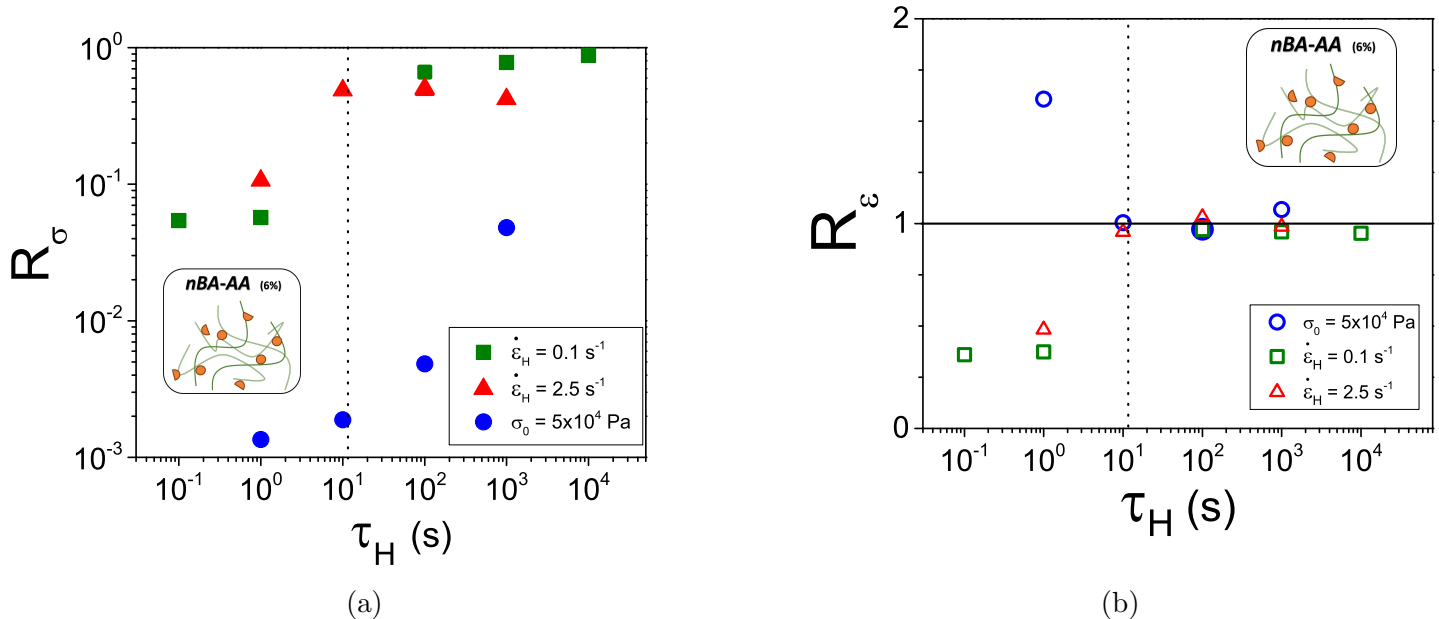 R_σ
10^0
10^-1
10^-2
10^-3
nBA-AA (6%)
ε̇_H = 0.1 s^-1
ε̇_H = 2.5 s^-1
σ_0 = 5x10^4 Pa
10^-1 10^0 10^1 10^2 10^3 10^4
τ_H (s)
(a)
R_ε
2
1
0
nBA-AA (6%)
σ_0 = 5x10^4 Pa
ε̇_H = 0.1 s^-1
ε̇_H = 2.5 s^-1
10^-1 10^0 10^1 10^2 10^3 10^4
τ_H (s)
(b)